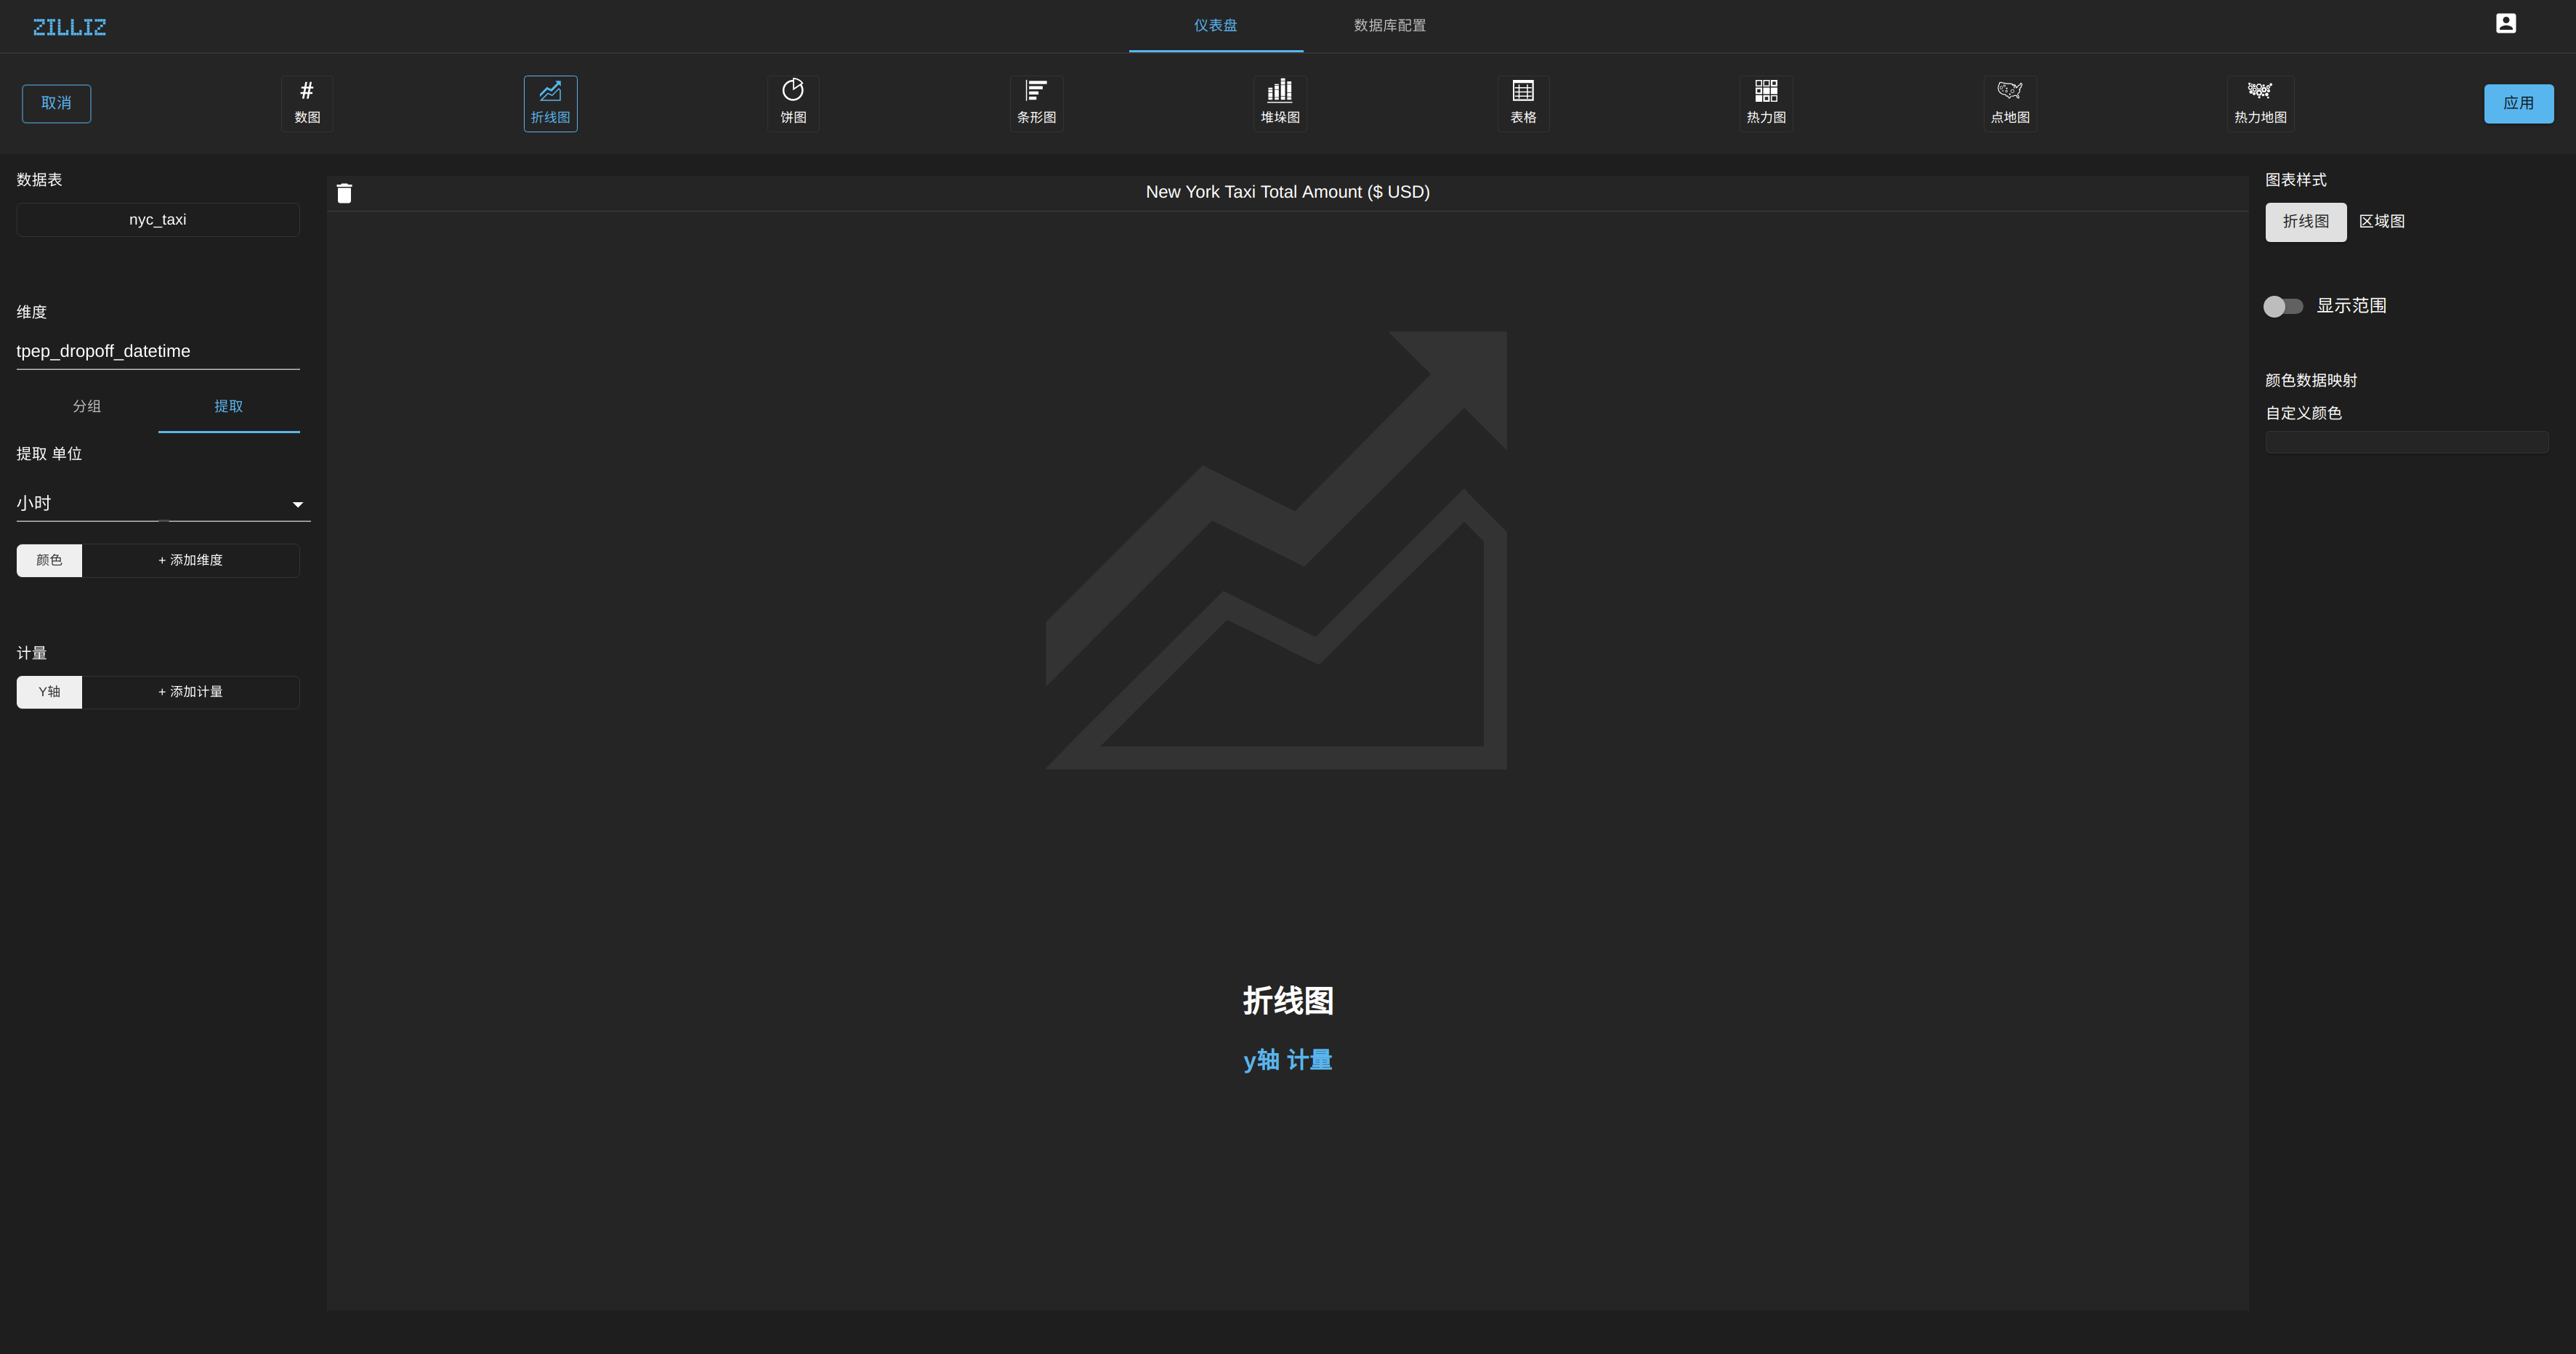 ZILLIZ
仪表盘
数据库配置
取消
#
数图
折线图
饼图
条形图
堆垛图
表格
热力图
点地图
热力地图
应用
数据表
nyc_taxi
维度
tpep_dropoff_datetime
分组
提取
提取 单位
小时
颜色
+ 添加维度
计量
Y轴
+ 添加计量
New York Taxi Total Amount ($ USD)
折线图
y轴 计量
图表样式
折线图
区域图
显示范围
颜色数据映射
自定义颜色